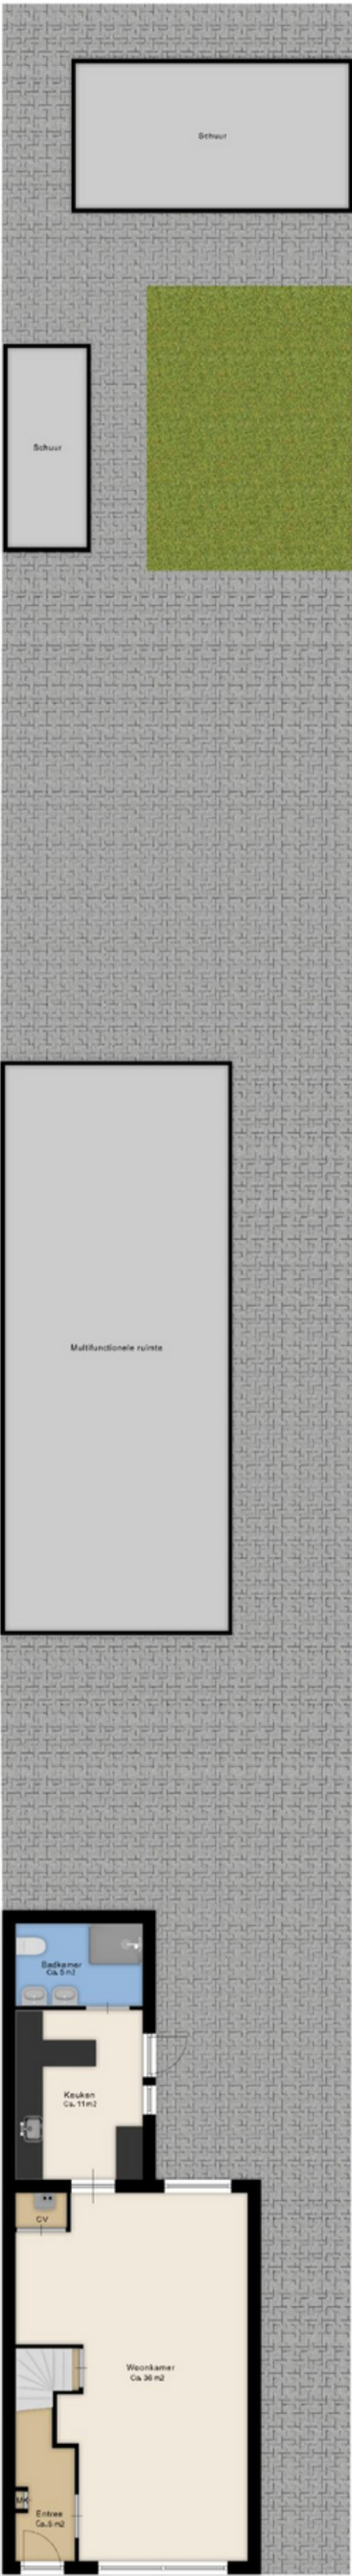 Schuur
Schuur
Multifunctionele ruimte
Badkamer
Ca. 5 m2
Keuken
Ca. 11 m2
CV
Woonkamer
Ca. 36 m2
MK
Entree
Ca. 5 m2